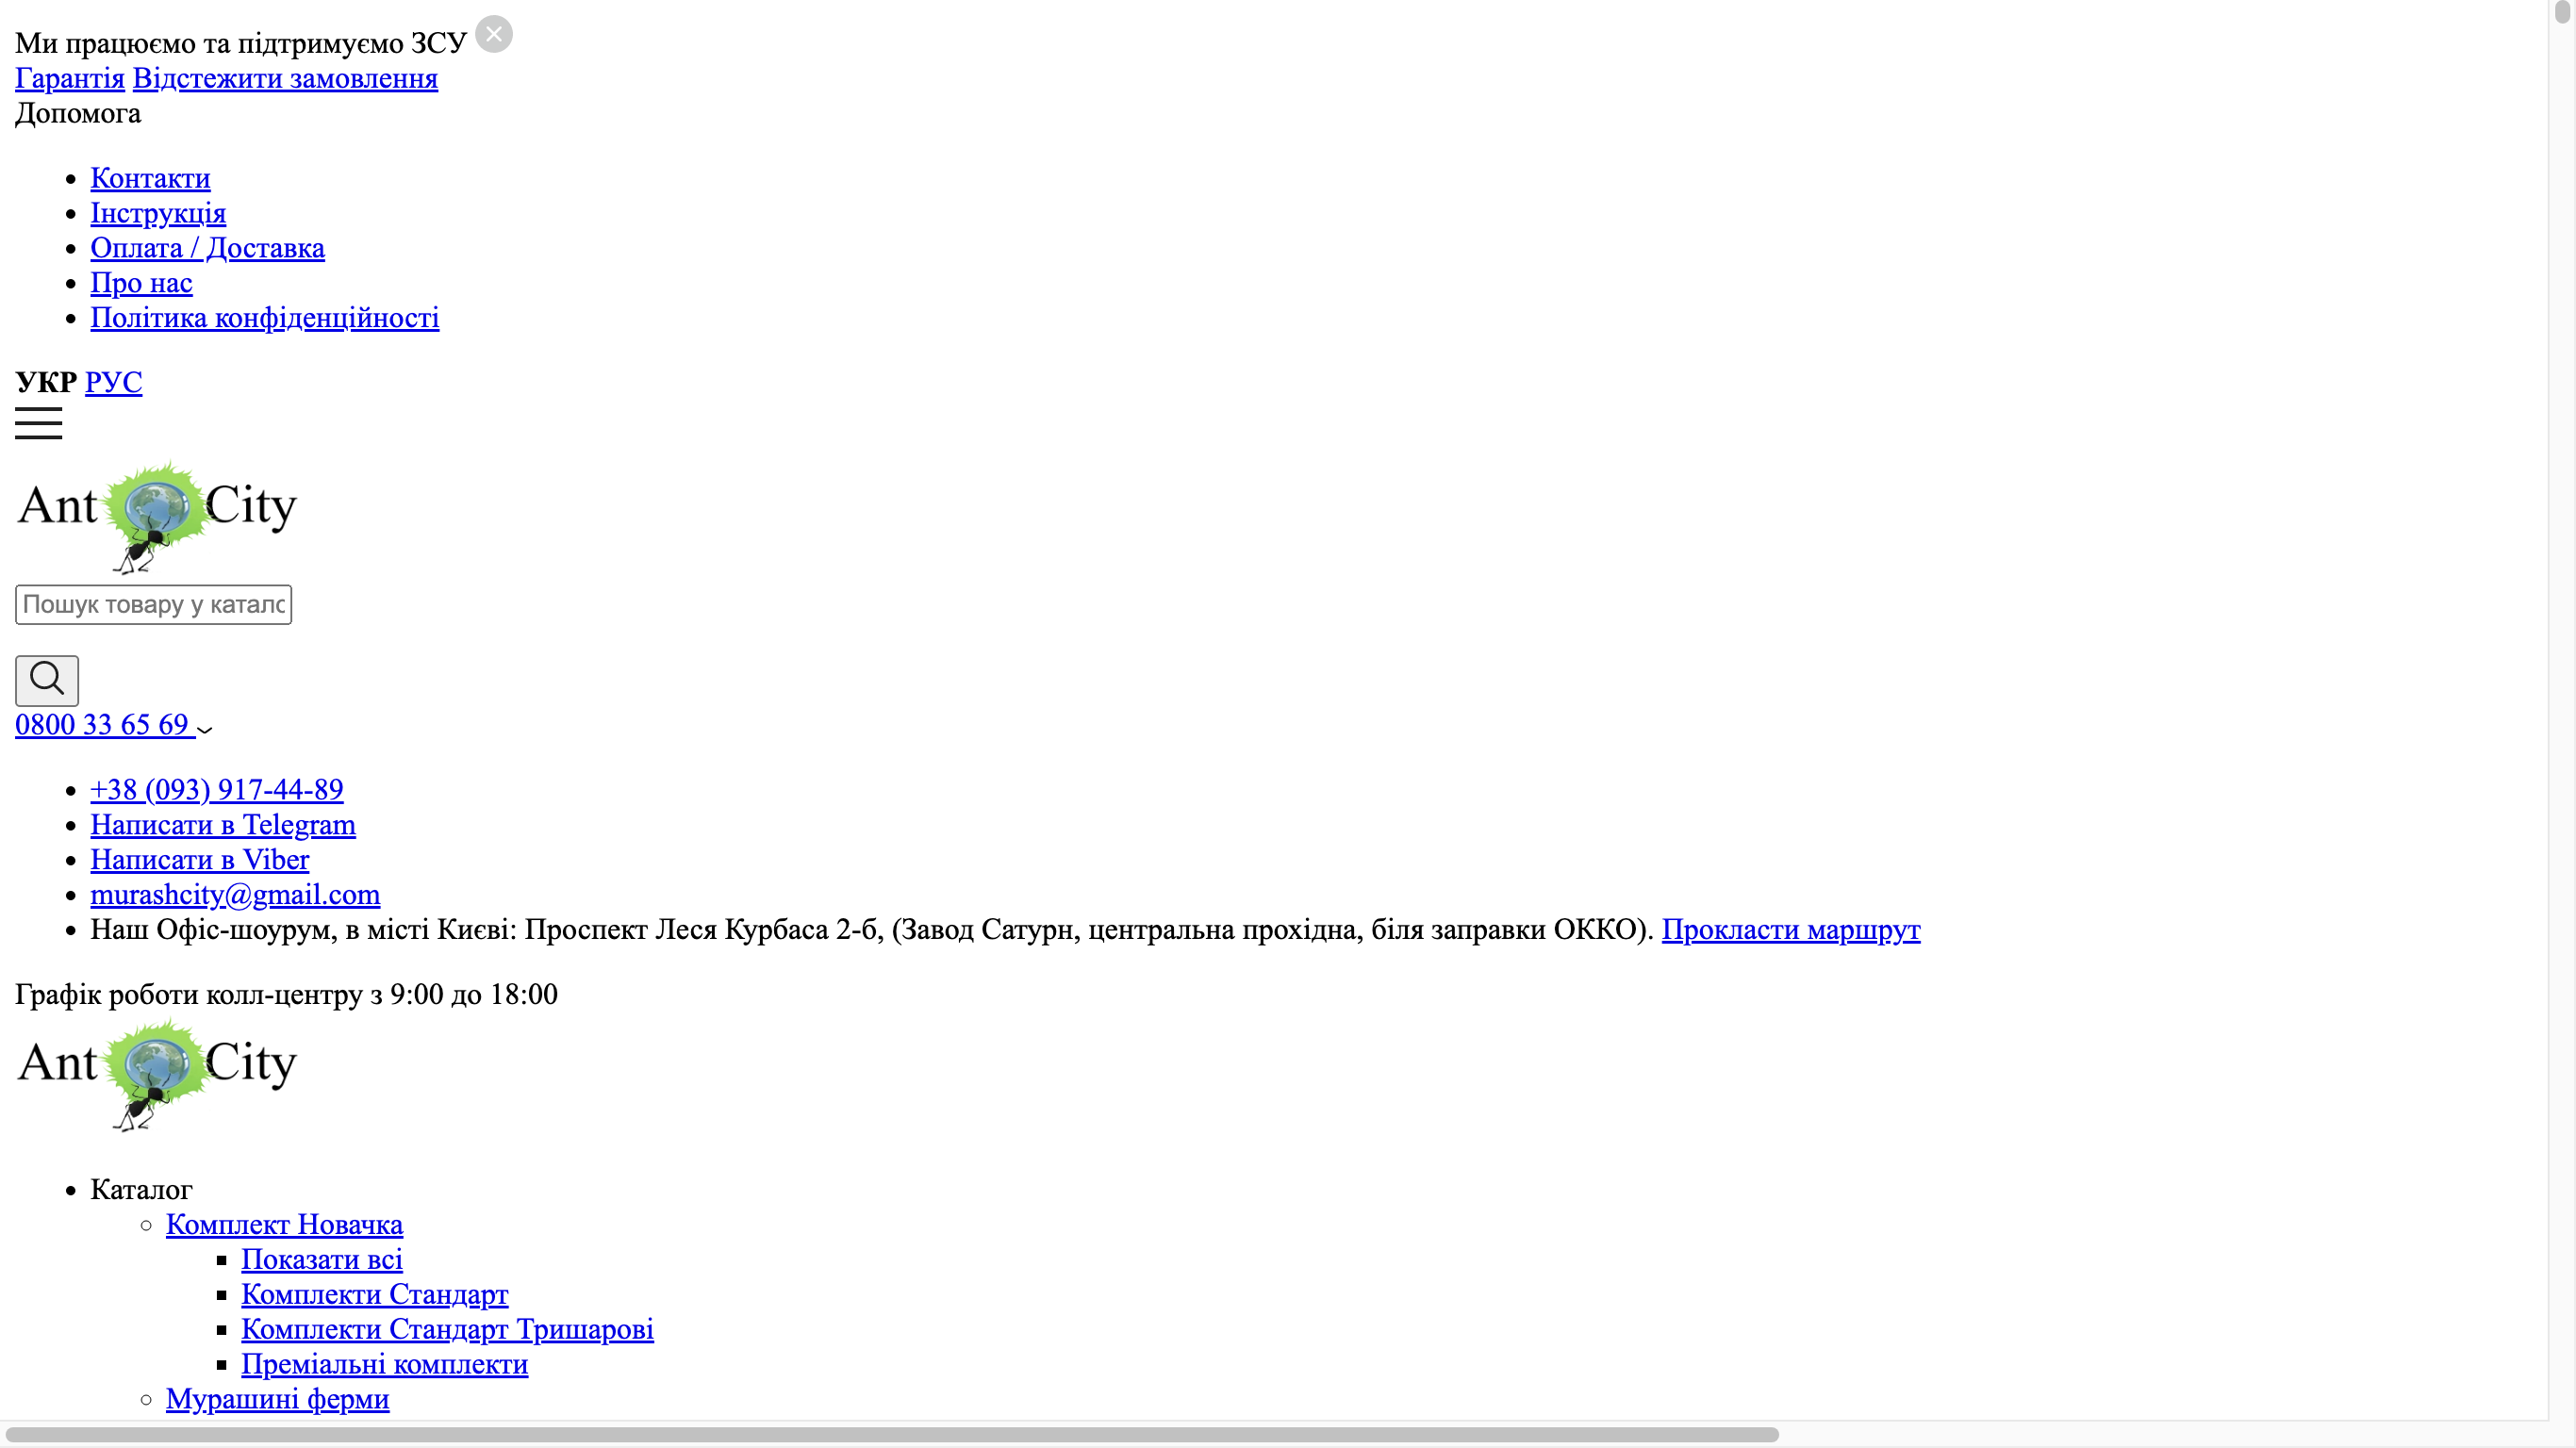 Ми працюємо та підтримуємо ЗСУ
Гарантія Відстежити замовлення
Допомога
Контакти
Інструкція
Оплата / Доставка
Про нас
Політика конфіденційності
УКР РУС
Ant City
Пошук товару у катало
0800 33 65 69
+38 (093) 917-44-89
Написати в Telegram
Написати в Viber
murashcity@gmail.com
Наш Офіс-шоурум, в місті Києві: Проспект Леся Курбаса 2-б, (Завод Сатурн, центральна прохідна, біля заправки ОККО). Прокласти маршрут
Графік роботи колл-центру з 9:00 до 18:00
Ant City
Каталог
Комплект Новачка
Показати всі
Комплекти Стандарт
Комплекти Стандарт Тришарові
Преміальні комплекти
Мурашині ферми